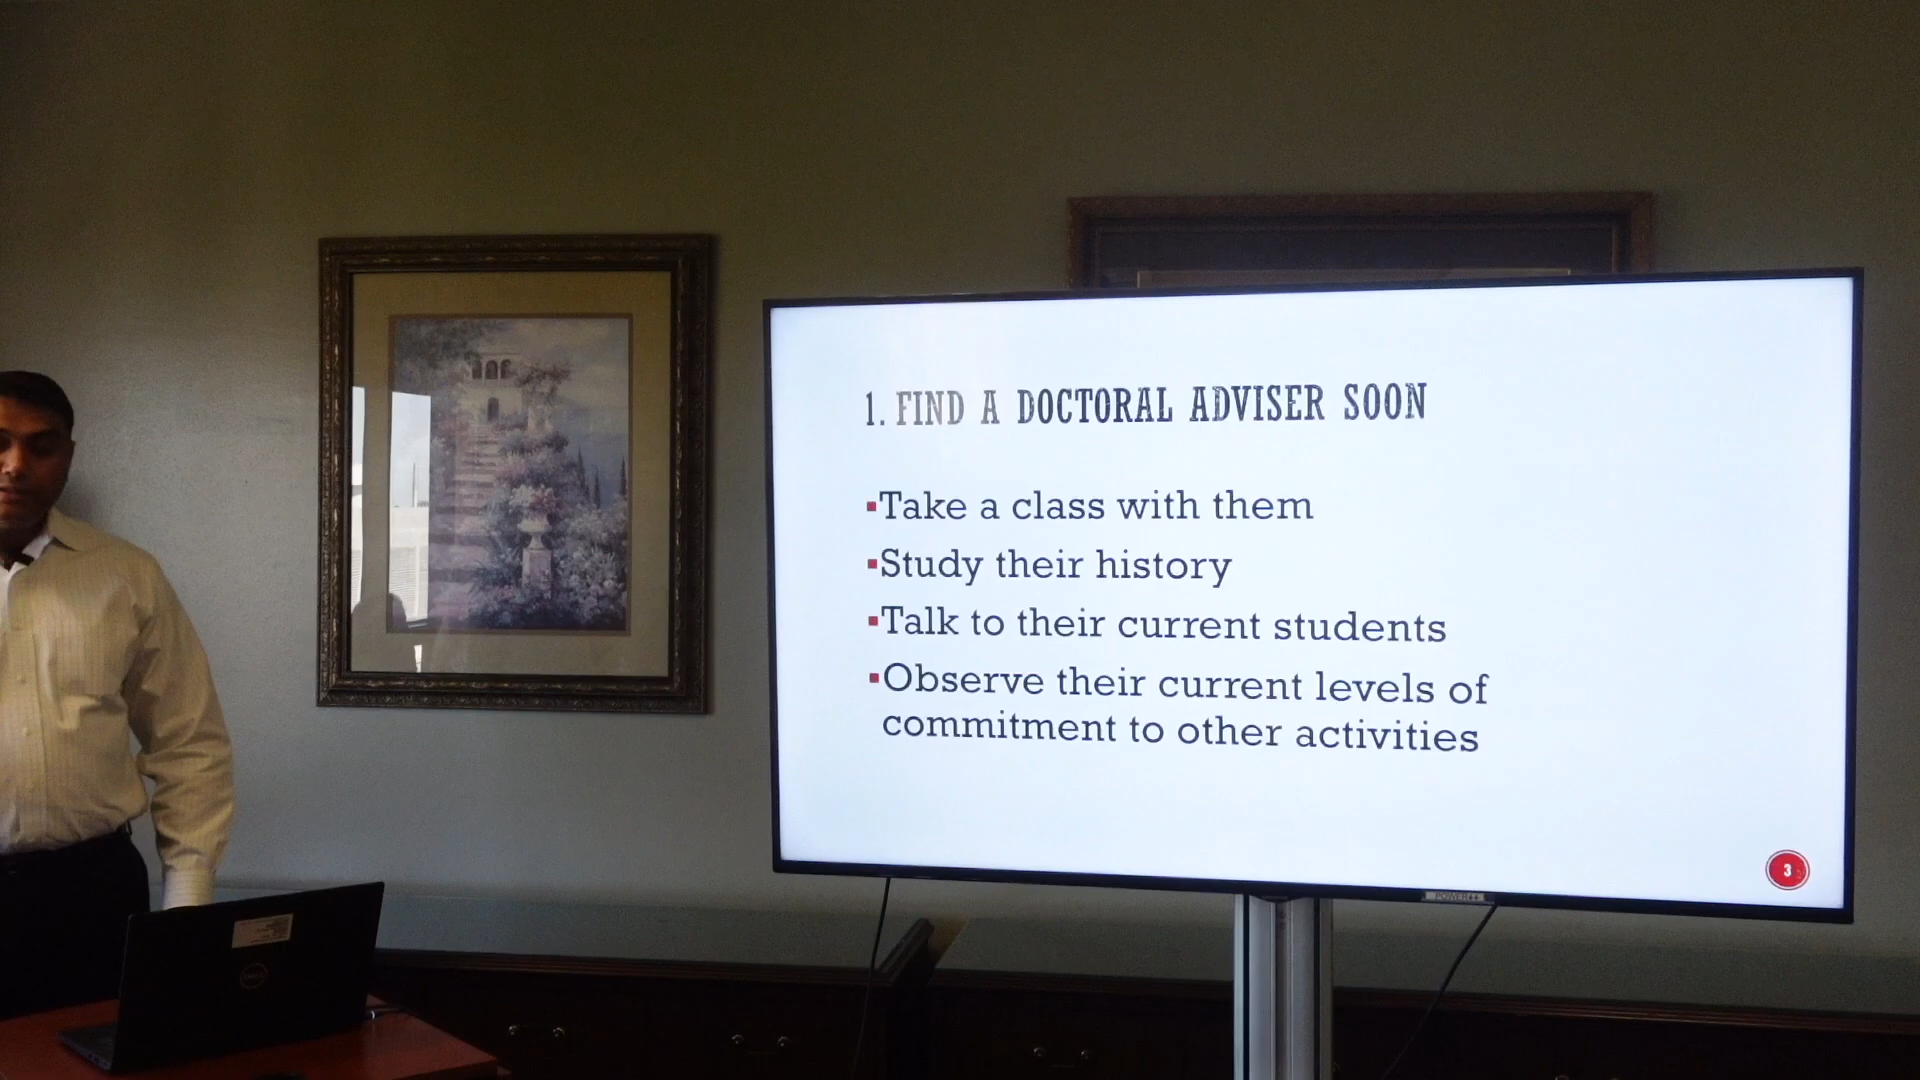 1. FIND A DOCTORAL ADVISER SOON
▪Take a class with them
▪Study their history
▪Talk to their current students
▪Observe their current levels of
commitment to other activities
3
DELL